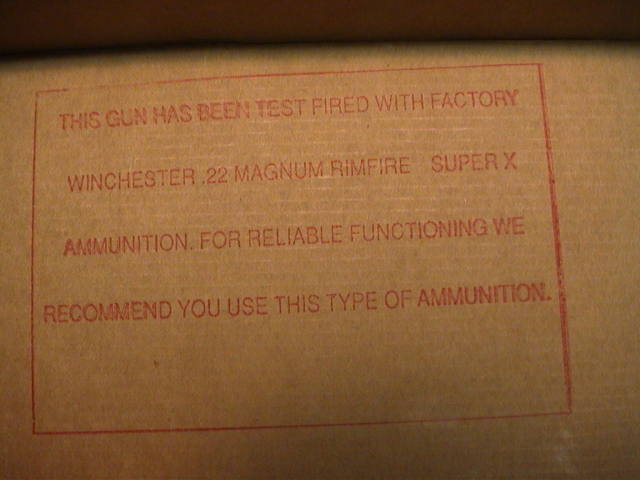 THIS GUN HAS BEEN TEST FIRED WITH FACTORY
WINCHESTER .22 MAGNUM RIMFIRE SUPER X
AMMUNITION. FOR RELIABLE FUNCTIONING WE
RECOMMEND YOU USE THIS TYPE OF AMMUNITION.